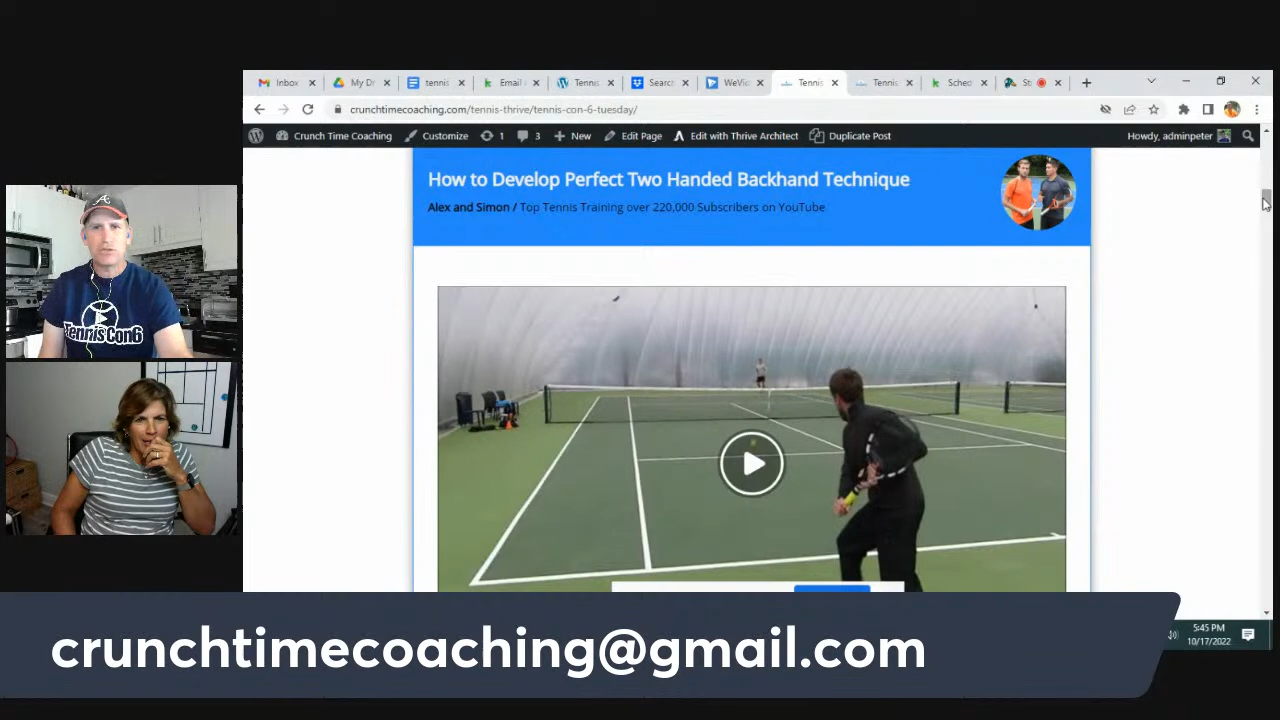 Inbox
My Dr
tennis
Email
Tennis
Search
WeVid
Tennis
Tennis
Sched
St
crunchtimecoaching.com/tennis-thrive/tennis-con-6-tuesday/
Crunch Time Coaching
Customize
1
3
New
Edit Page
Edit with Thrive Architect
Duplicate Post
Howdy, adminpeter
How to Develop Perfect Two Handed Backhand Technique
Alex and Simon / Top Tennis Training over 220,000 Subscribers on YouTube
TennisCon6
5:45 PM
10/17/2022
crunchtimecoaching@gmail.com